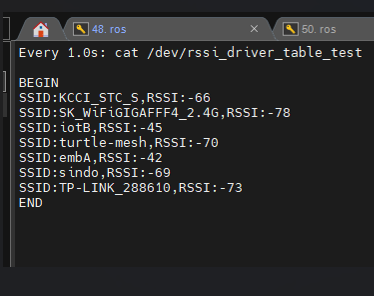 48. ros
50. ros
Every 1.0s: cat /dev/rssi_driver_table_test
BEGIN
SSID:KCCI_STC_S,RSSI:-66
SSID:SK_WiFiGIGAFFF4_2.4G,RSSI:-78
SSID:iotB,RSSI:-45
SSID:turtle-mesh,RSSI:-70
SSID:embA,RSSI:-42
SSID:sindo,RSSI:-69
SSID:TP-LINK_288610,RSSI:-73
END